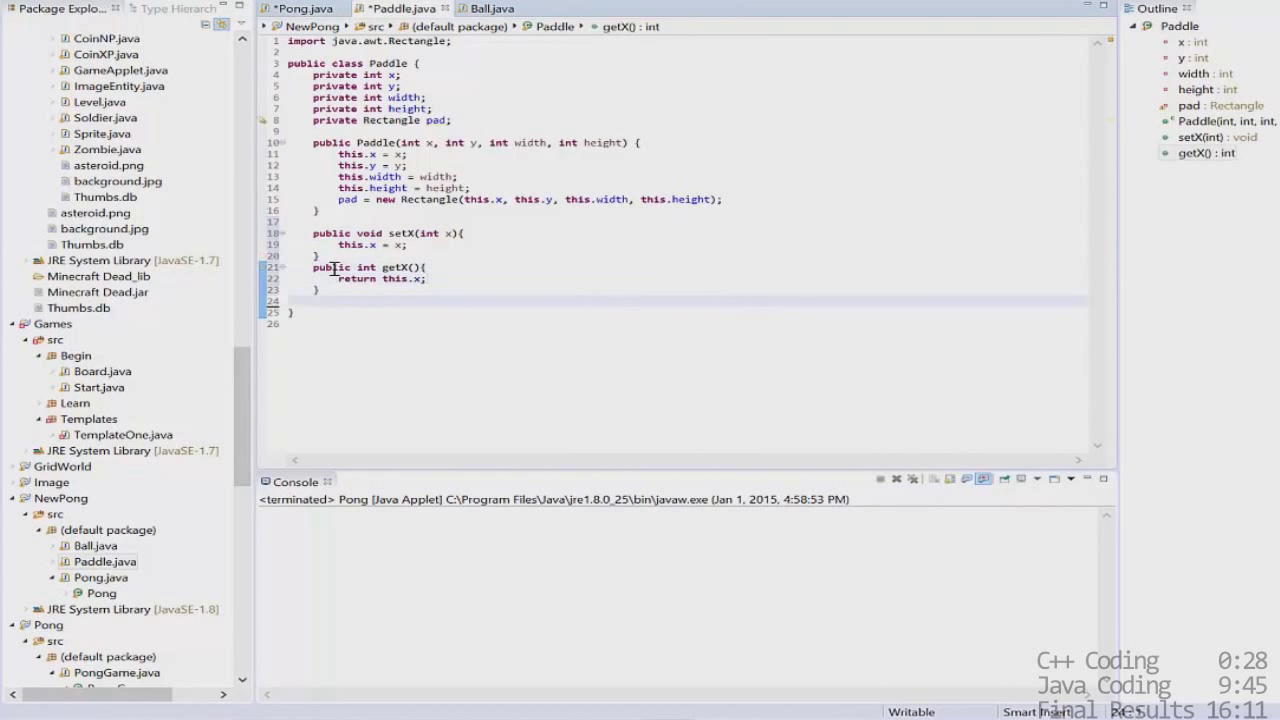 Package Explo...
Type Hierarch
*Pong.java
*Paddle.java
Ball.java
Outline
NewPong
src
(default package)
Paddle
getX() : int
CoinNP.java
CoinXP.java
GameApplet.java
ImageEntity.java
Level.java
Soldier.java
Sprite.java
Zombie.java
asteroid.png
background.jpg
Thumbs.db
asteroid.png
background.jpg
Thumbs.db
JRE System Library [JavaSE-1.7]
Minecraft Dead_lib
Minecraft Dead.jar
Thumbs.db
Games
src
Begin
Board.java
Start.java
Learn
Templates
TemplateOne.java
JRE System Library [JavaSE-1.7]
GridWorld
Image
NewPong
src
(default package)
Ball.java
Paddle.java
Pong.java
Pong
JRE System Library [JavaSE-1.8]
Pong
src
(default package)
PongGame.java
1 import java.awt.Rectangle;
2
3 public class Paddle {
4 private int x;
5 private int y;
6 private int width;
7 private int height;
8 private Rectangle pad;
9
10 public Paddle(int x, int y, int width, int height) {
11 this.x = x;
12 this.y = y;
13 this.width = width;
14 this.height = height;
15 pad = new Rectangle(this.x, this.y, this.width, this.height);
16 }
17
18 public void setX(int x){
19 this.x = x;
20 }
21 public int getX(){
22 return this.x;
23 }
24
25 }
26
Paddle
x : int
y : int
width : int
height : int
pad : Rectangle
Paddle(int, int, int,
setX(int) : void
getX() : int
Console
<terminated> Pong [Java Applet] C:\Program Files\Java\jre1.8.0_25\bin\javaw.exe (Jan 1, 2015, 4:58:53 PM)
C++ Coding 0:28
Java Coding 9:45
Final Results 16:11
Writable
Smart Insert